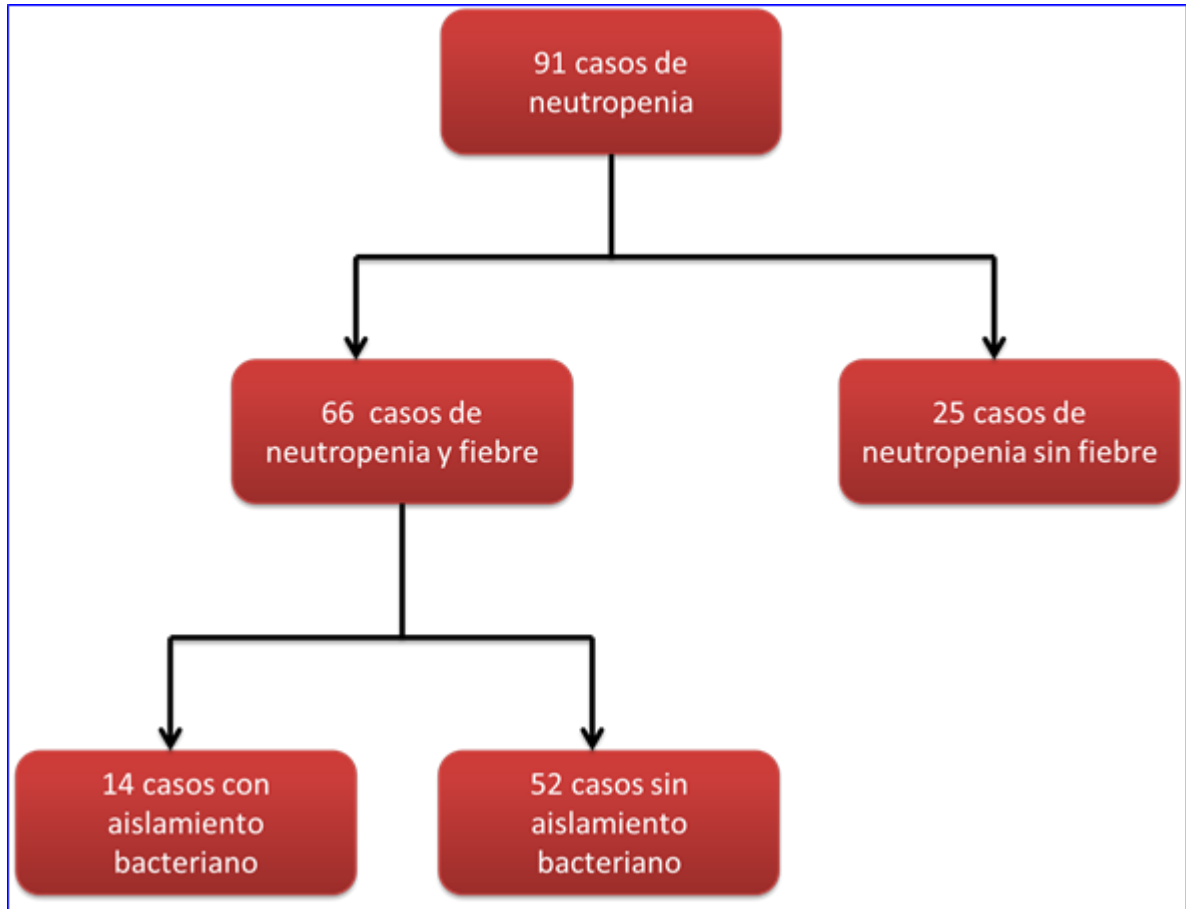 91 casos de
neutropenia
66 casos de
neutropenia y fiebre
25 casos de
neutropenia sin fiebre
14 casos con
aislamiento
bacteriano
52 casos sin
aislamiento
bacteriano